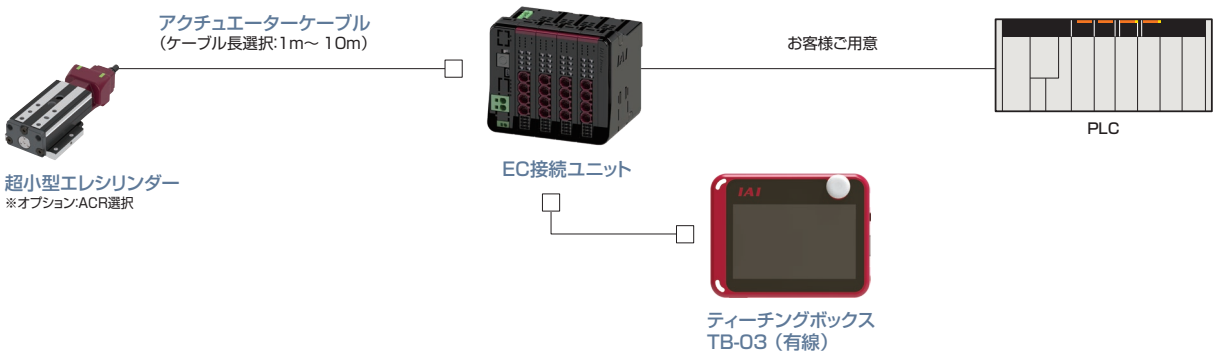 アクチュエーターケーブル
(ケーブル長選択:1m〜 10m)
お客様ご用意
PLC
EC接続ユニット
超小型エレシリンダー
※オプション:ACR選択
IAI
ティーチングボックス
TB-03（有線）